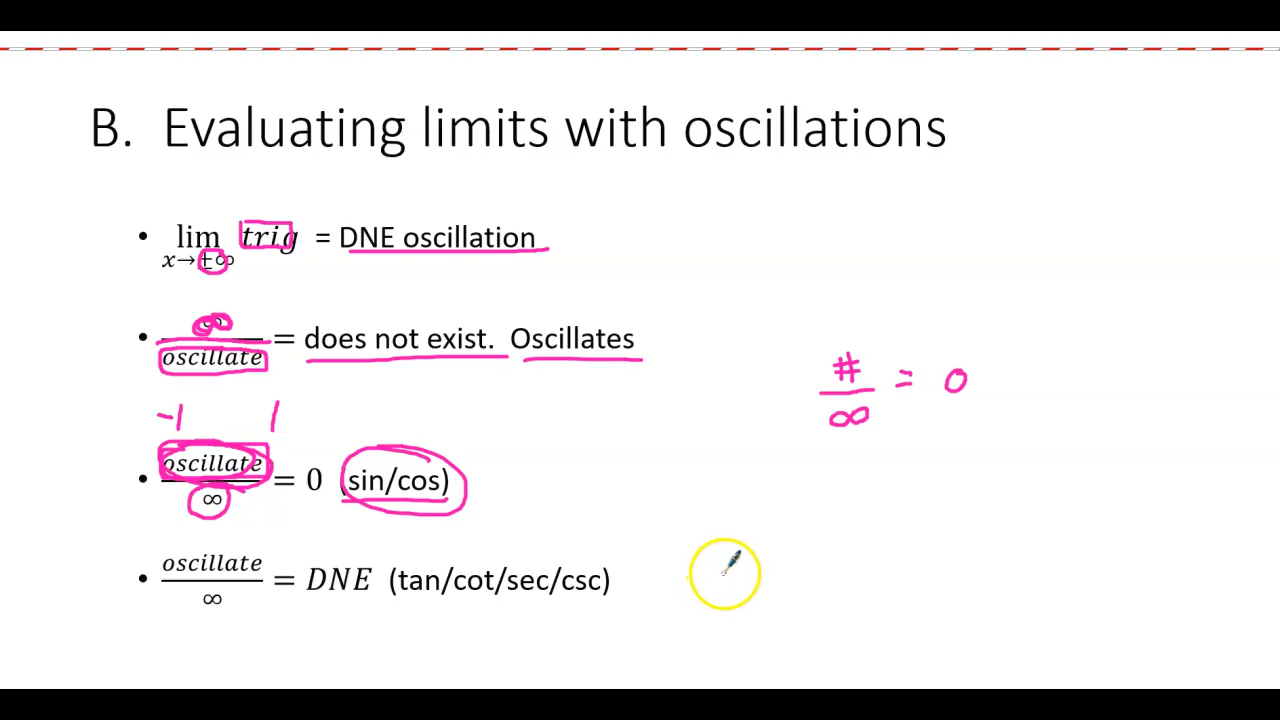 B. Evaluating limits with oscillations
• lim x→±∞ trig = DNE oscillation
• ∞/oscillate = does not exist. Oscillates
#/∞ = 0
-1 1
• oscillate/∞ = 0 (sin/cos)
• oscillate/∞ = DNE (tan/cot/sec/csc)